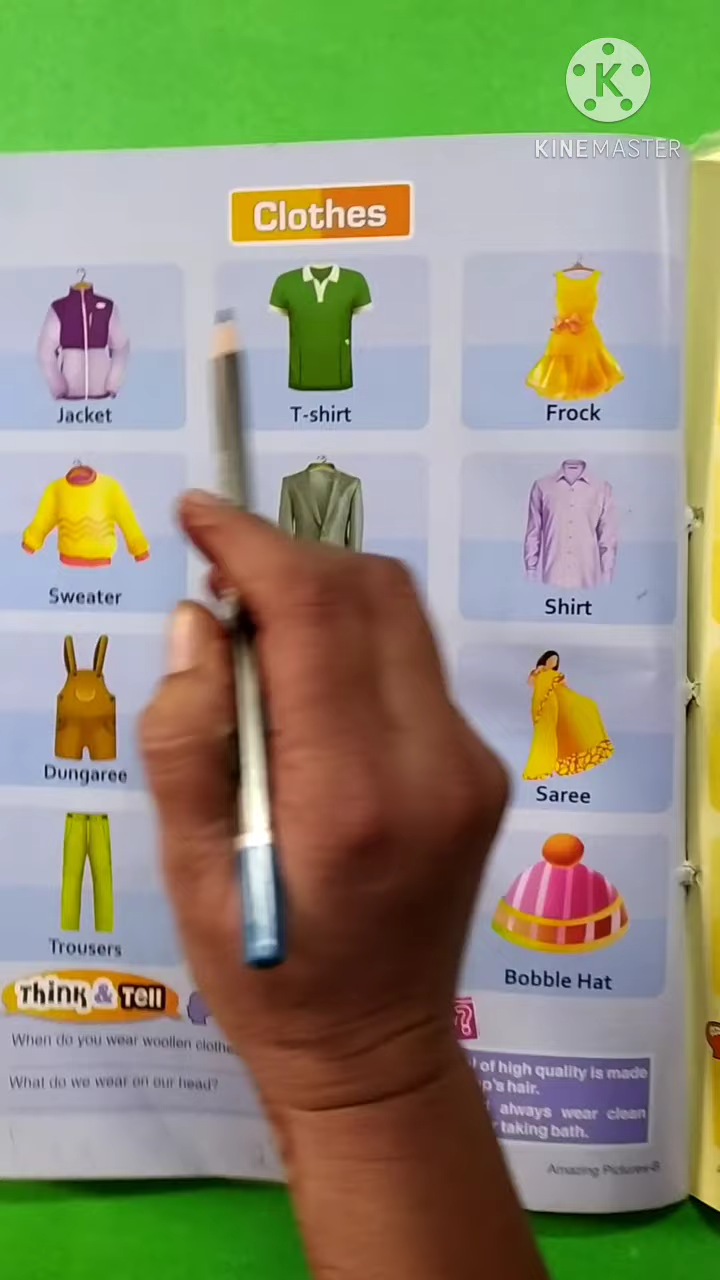 K
KINEMASTER
Clothes
Jacket
T-shirt
Frock
Sweater
Shirt
Dungaree
Saree
Trousers
Bobble Hat
Think & Tell
?
When do you wear woollen
What do we wear on our head?
of high quality is made
hair.
always wear clean
taking bath.
Amazing Pictures-8